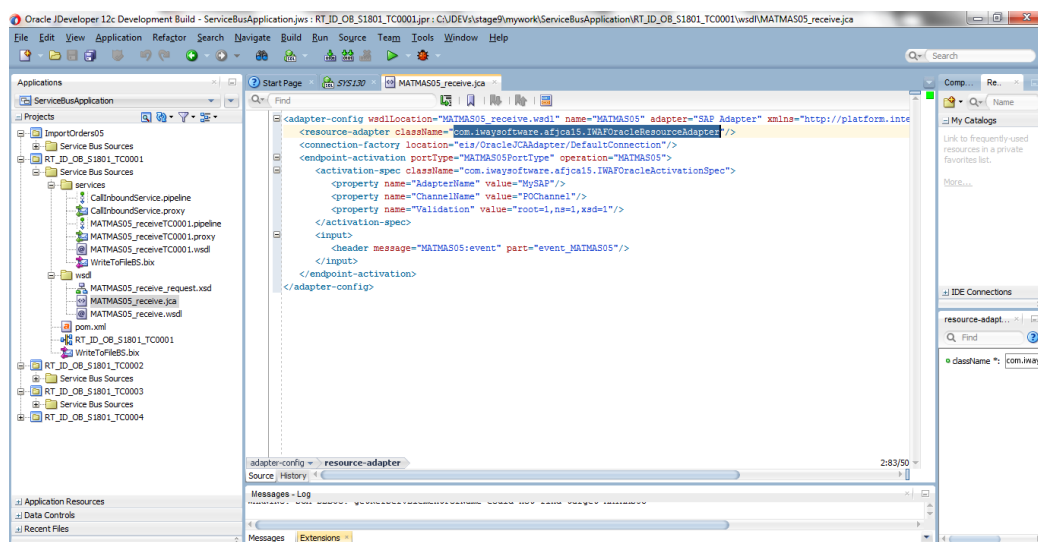 Oracle JDeveloper 12c Development Build - ServiceBusApplication.jws : RT_ID_OB_S1801_TC0001.jpr : C:\JDEVs\stage9\mywork\ServiceBusApplication\RT_ID_OB_S1801_TC0001\wsdl\MATMAS05_receive.jca
File Edit View Application Refactor Search Navigate Build Run Source Team Tools Window Help
Search
Applications
ServiceBusApplication
Projects
ImportOrders05
Service Bus Sources
RT_ID_OB_S1801_TC0001
Service Bus Sources
services
CallInboundService.pipeline
CallInboundService.proxy
MATMAS05_receiveTC0001.pipeline
MATMAS05_receiveTC0001.proxy
MATMAS05_receiveTC0001.wsdl
WriteToFileBS.bix
wsdl
MATMAS05_receive_request.xsd
MATMAS05_receive.jca
MATMAS05_receive.wsdl
pom.xml
RT_ID_OB_S1801_TC0001
WriteToFileBS.bix
RT_ID_OB_S1801_TC0002
Service Bus Sources
RT_ID_OB_S1801_TC0003
Service Bus Sources
RT_ID_OB_S1801_TC0004
Application Resources
Data Controls
Recent Files
Start Page SYS130 MATMAS05_receive.jca
Find
<adapter-config wsdlLocation="MATMAS05_receive.wsdl" name="MATMAS05" adapter="SAP Adapter" xmlns="http://platform.inte
<resource-adapter className="com.iwaysoftware.afjca15.IWAFOracleResourceAdapter"/>
<connection-factory location="eis/OracleJCAAdapter/DefaultConnection"/>
<endpoint-activation portType="MATMAS05PortType" operation="MATMAS05">
<activation-spec className="com.iwaysoftware.afjca15.IWAFOracleActivationSpec">
<property name="AdapterName" value="MySAP"/>
<property name="ChannelName" value="POChannel"/>
<property name="Validation" value="root=1,ns=1,xsd=1"/>
</activation-spec>
<input>
<header message="MATMAS05:event" part="event_MATMAS05"/>
</input>
</endpoint-activation>
</adapter-config>
adapter-config resource-adapter 2:83/50
Source History
Messages - Log
Messages Extensions
Comp... Re...
Name
My Catalogs
Link to frequently-used
resources in a private
favorites list.
More...
IDE Connections
resource-adapt...
Find
className *: com.iway